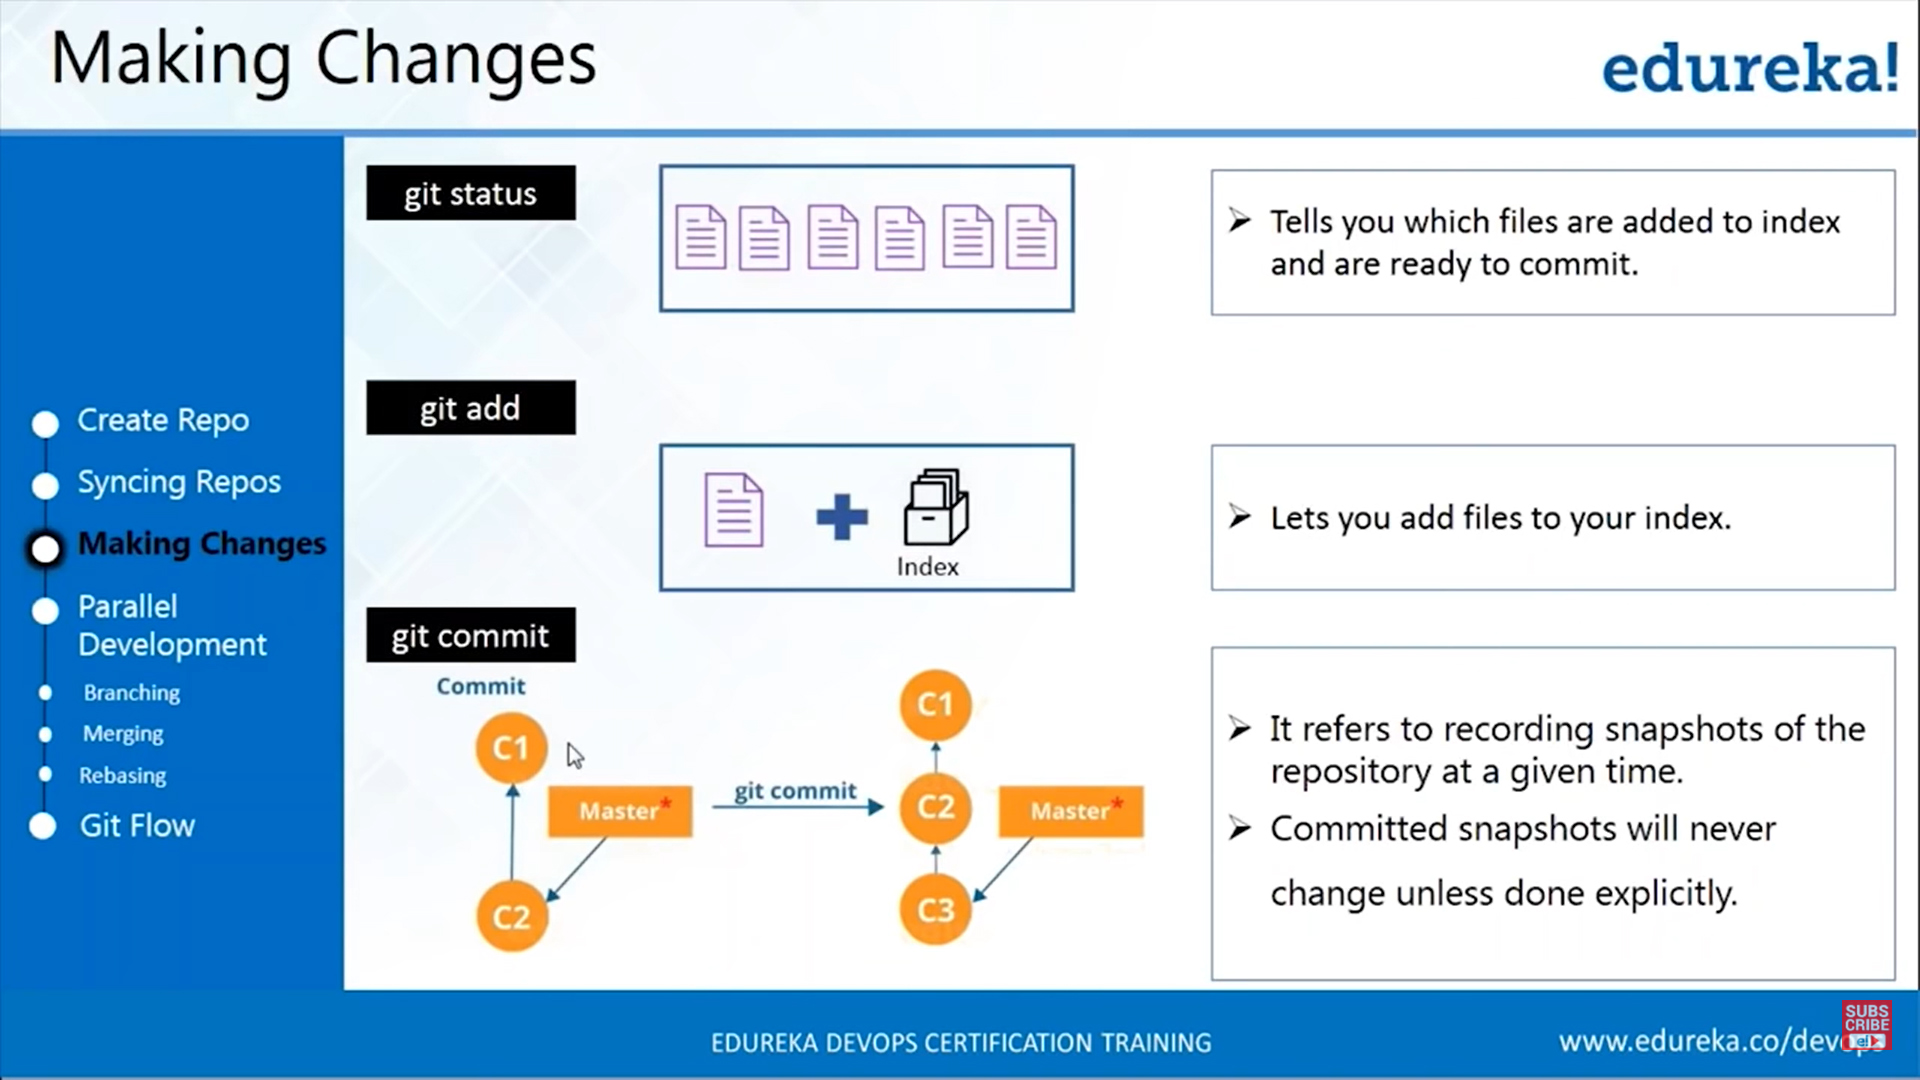 Making Changes
edureka!
Create Repo
Syncing Repos
Making Changes
Parallel
Development
Branching
Merging
Rebasing
Git Flow
git status
Tells you which files are added to index
and are ready to commit.
git add
Index
Lets you add files to your index.
git commit
Commit
C1
Master*
C2
git commit
C1
C2
Master*
C3
It refers to recording snapshots of the
repository at a given time.
Committed snapshots will never
change unless done explicitly.
EDUREKA DEVOPS CERTIFICATION TRAINING
www.edureka.co/devops
SUBS
CRIBE
e!